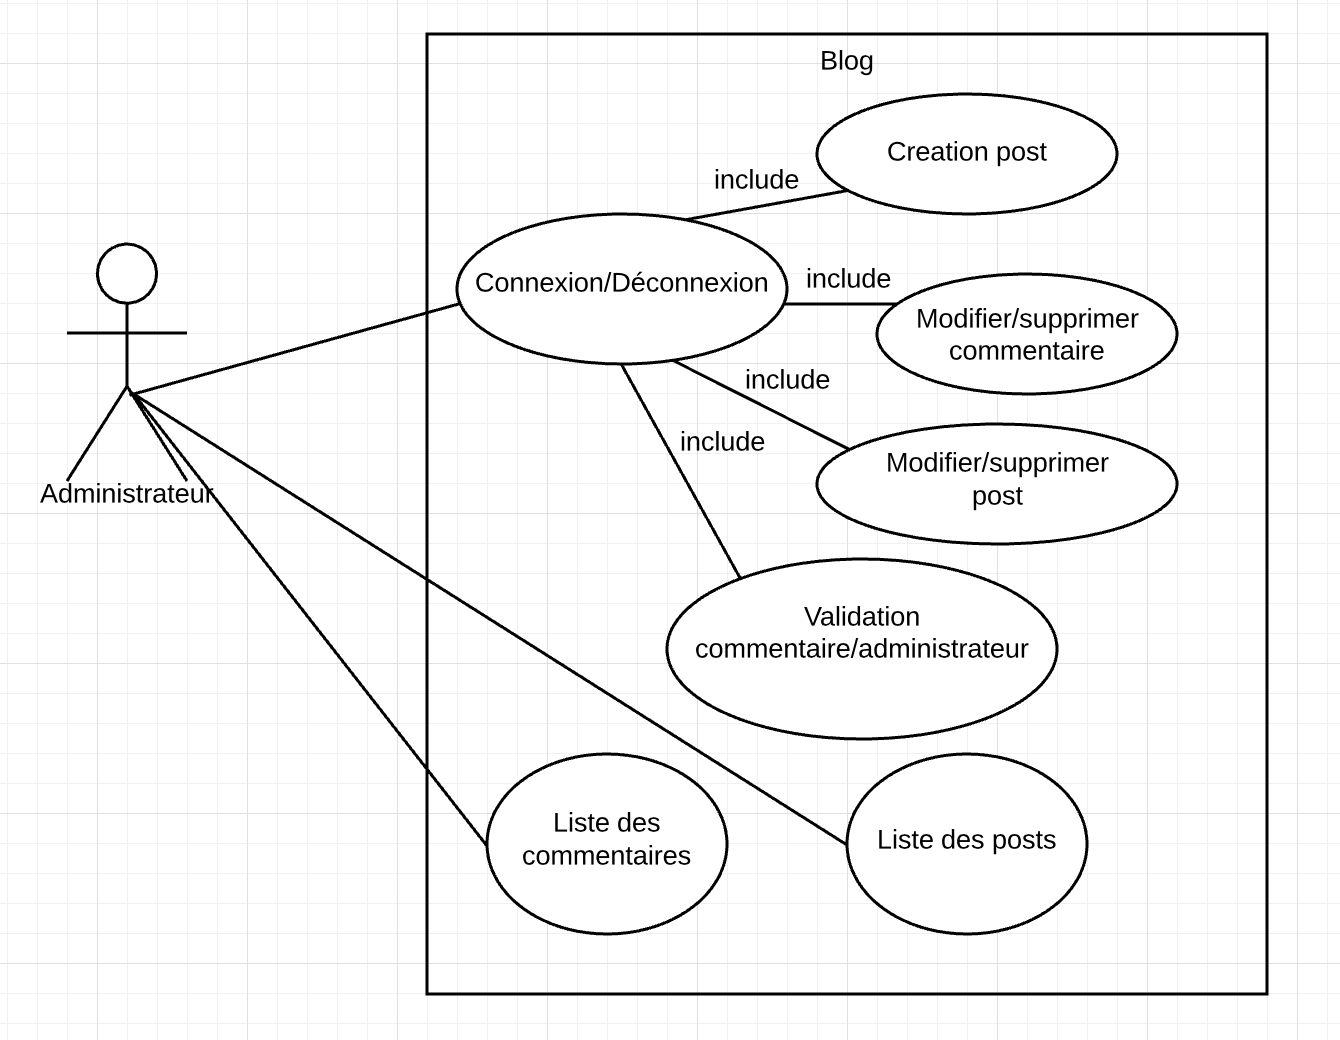 Blog
Creation post
include
Connexion/Déconnexion
include
Modifier/supprimer
commentaire
include
include
Modifier/supprimer
post
Administrateur
Validation
commentaire/administrateur
Liste des
commentaires
Liste des posts